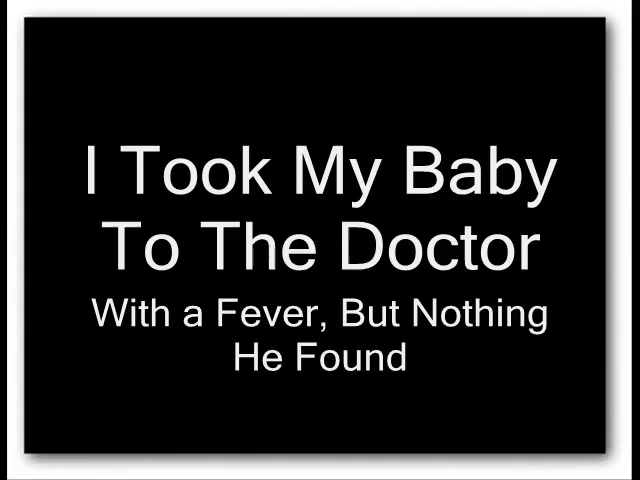 I Took My Baby
To The Doctor
With a Fever, But Nothing
He Found